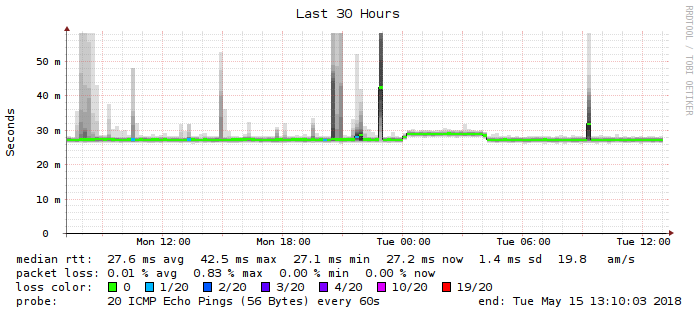 Last 30 Hours
RRDTOOL / TOBI OETIKER
Seconds
50 m
40 m
30 m
20 m
10 m
0
Mon 12:00 Mon 18:00 Tue 00:00 Tue 06:00 Tue 12:00
median rtt: 27.6 ms avg 42.5 ms max 27.1 ms min 27.2 ms now 1.4 ms sd 19.8 am/s
packet loss: 0.01 % avg 0.83 % max 0.00 % min 0.00 % now
loss color: 0 1/20 2/20 3/20 4/20 10/20 19/20
probe: 20 ICMP Echo Pings (56 Bytes) every 60s end: Tue May 15 13:10:03 2018